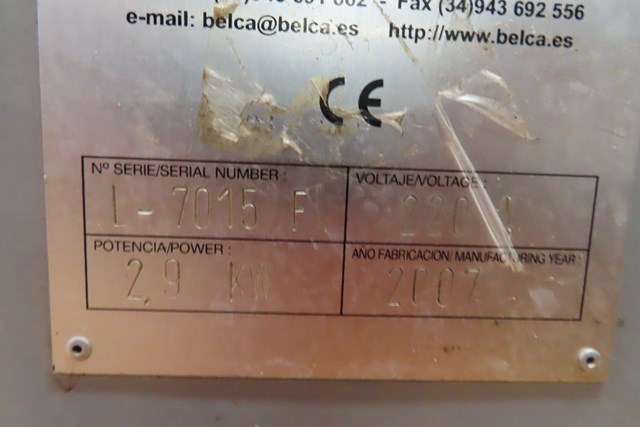 Fax (34)943 692 556
e-mail: belca@belca.es http://www.belca.es
CE
Nº SERIE/SERIAL NUMBER :
L-7015 F
VOLTAJE/VOLTAGE :
POTENCIA/POWER :
2,9 KW
AÑO FABRICACION/ MANUFACTURING YEAR :
2007